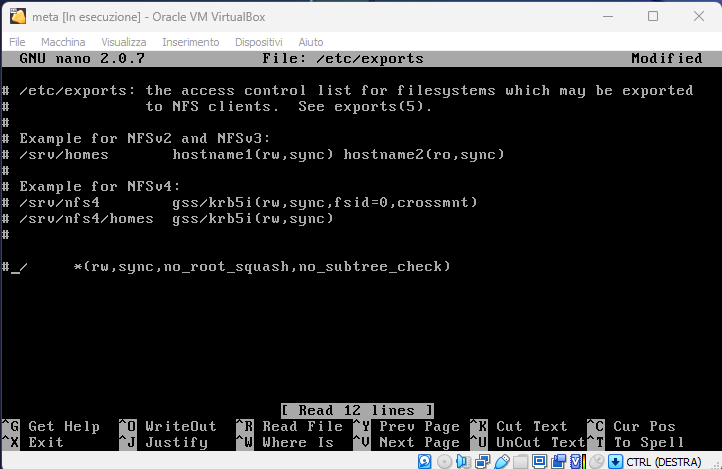 meta [In esecuzione] - Oracle VM VirtualBox
File Macchina Visualizza Inserimento Dispositivi Aiuto
GNU nano 2.0.7 File: /etc/exports Modified
# /etc/exports: the access control list for filesystems which may be exported
# to NFS clients. See exports(5).
#
# Example for NFSv2 and NFSv3:
# /srv/homes hostname1(rw,sync) hostname2(ro,sync)
#
# Example for NFSv4:
# /srv/nfs4 gss/krb5i(rw,sync,fsid=0,crossmnt)
# /srv/nfs4/homes gss/krb5i(rw,sync)
#
#_/ *(rw,sync,no_root_squash,no_subtree_check)
[ Read 12 lines ]
^G Get Help ^O WriteOut ^R Read File ^Y Prev Page ^K Cut Text ^C Cur Pos
^X Exit ^J Justify ^W Where Is ^V Next Page ^U UnCut Text ^T To Spell
CTRL (DESTRA)